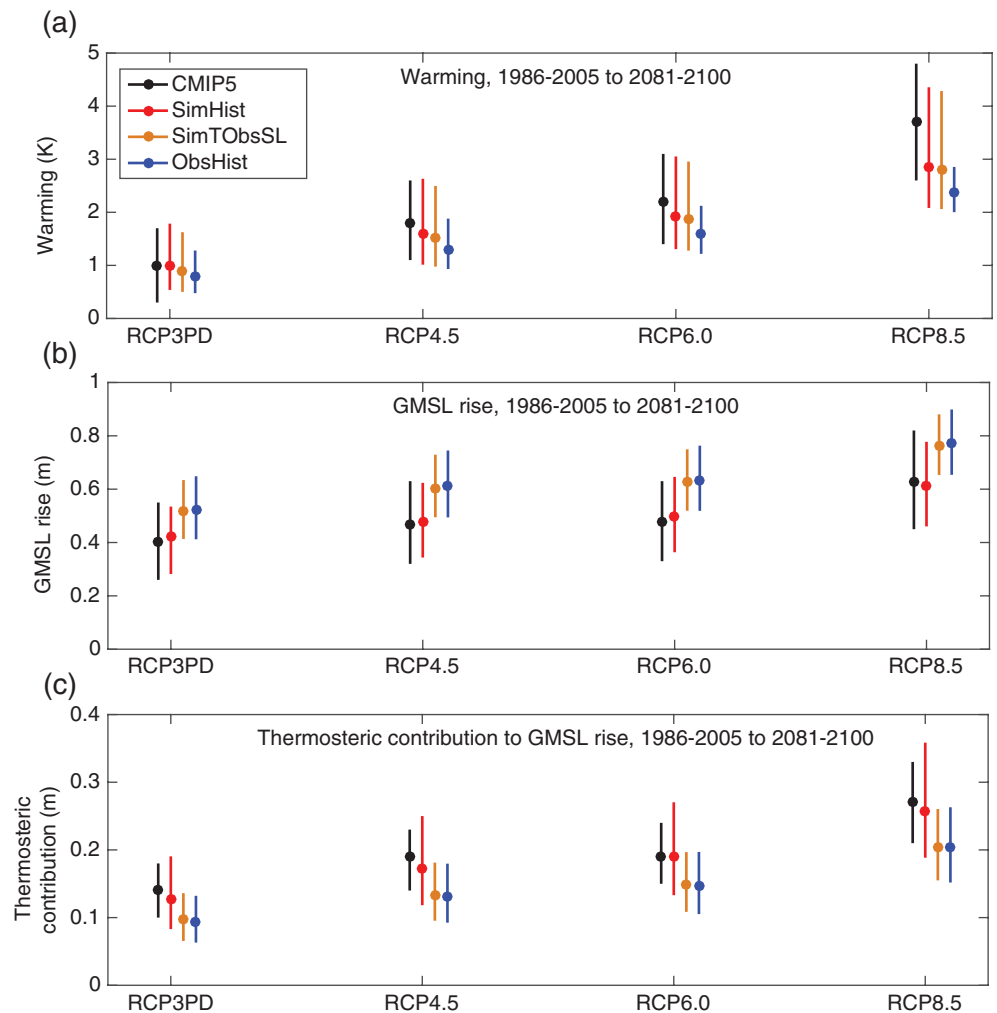 (a)
Warming, 1986-2005 to 2081-2100
CMIP5
SimHist
SimTObsSL
ObsHist
Warming (K)
5
4
3
2
1
0
RCP3PD
RCP4.5
RCP6.0
RCP8.5
(b)
GMSL rise, 1986-2005 to 2081-2100
GMSL rise (m)
1
0.8
0.6
0.4
0.2
0
RCP3PD
RCP4.5
RCP6.0
RCP8.5
(c)
Thermosteric contribution to GMSL rise, 1986-2005 to 2081-2100
Thermosteric
contribution (m)
0.4
0.3
0.2
0.1
0
RCP3PD
RCP4.5
RCP6.0
RCP8.5